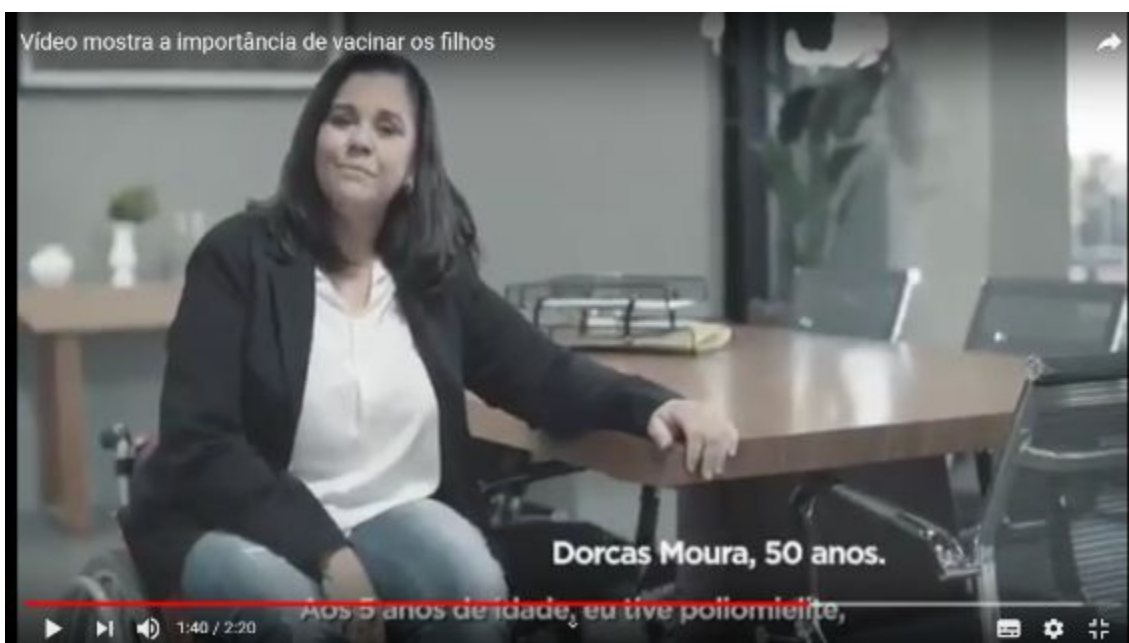 Vídeo mostra a importância de vacinar os filhos
Dorcas Moura, 50 anos.
Aos 5 anos de idade, eu tive poliomielite,
1:40 / 2:20